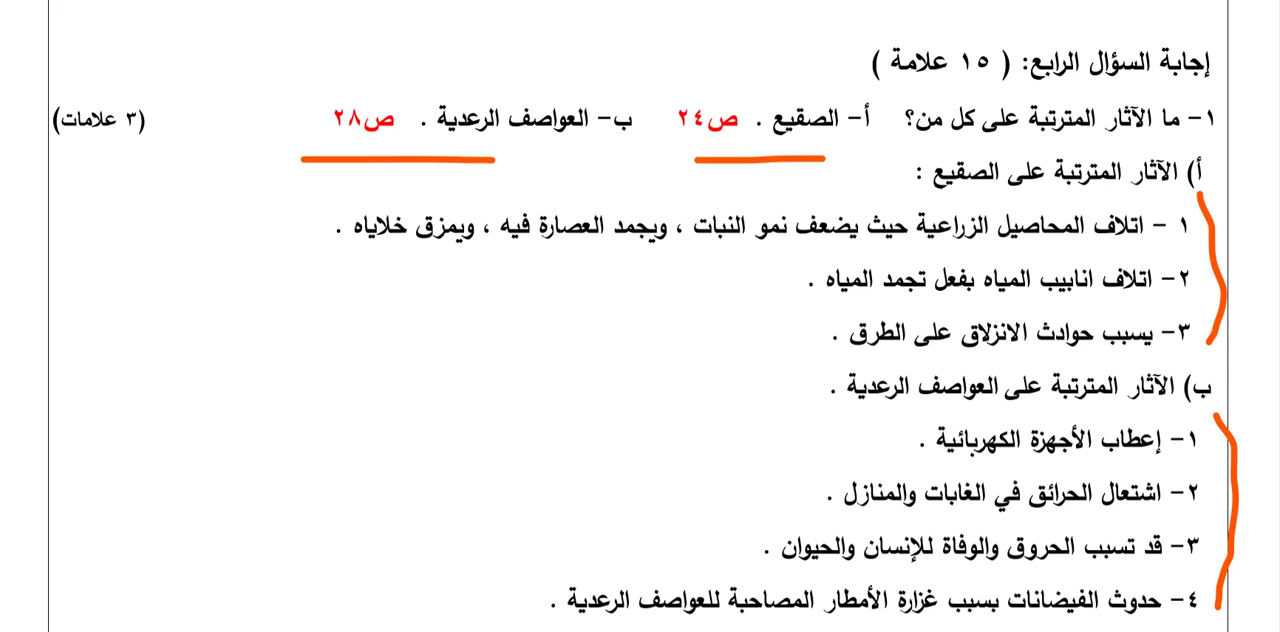 إجابة السؤال الرابع: ( ١٥ علامة )
١- ما الآثار المترتبة على كل من؟ أ- الصقيع . ص٢٤ ب- العواصف الرعدية . ص٢٨ (٣ علامات)
أ) الآثار المترتبة على الصقيع :
١ - اتلاف المحاصيل الزراعية حيث يضعف نمو النبات ، ويجمد العصارة فيه ، ويمزق خلاياه .
٢- اتلاف انابيب المياه بفعل تجمد المياه .
٣- يسبب حوادث الانزلاق على الطرق .
ب) الآثار المترتبة على العواصف الرعدية .
١- إعطاب الأجهزة الكهربائية .
٢- اشتعال الحرائق في الغابات والمنازل .
٣- قد تسبب الحروق والوفاة للإنسان والحيوان .
٤- حدوث الفيضانات بسبب غزارة الأمطار المصاحبة للعواصف الرعدية .